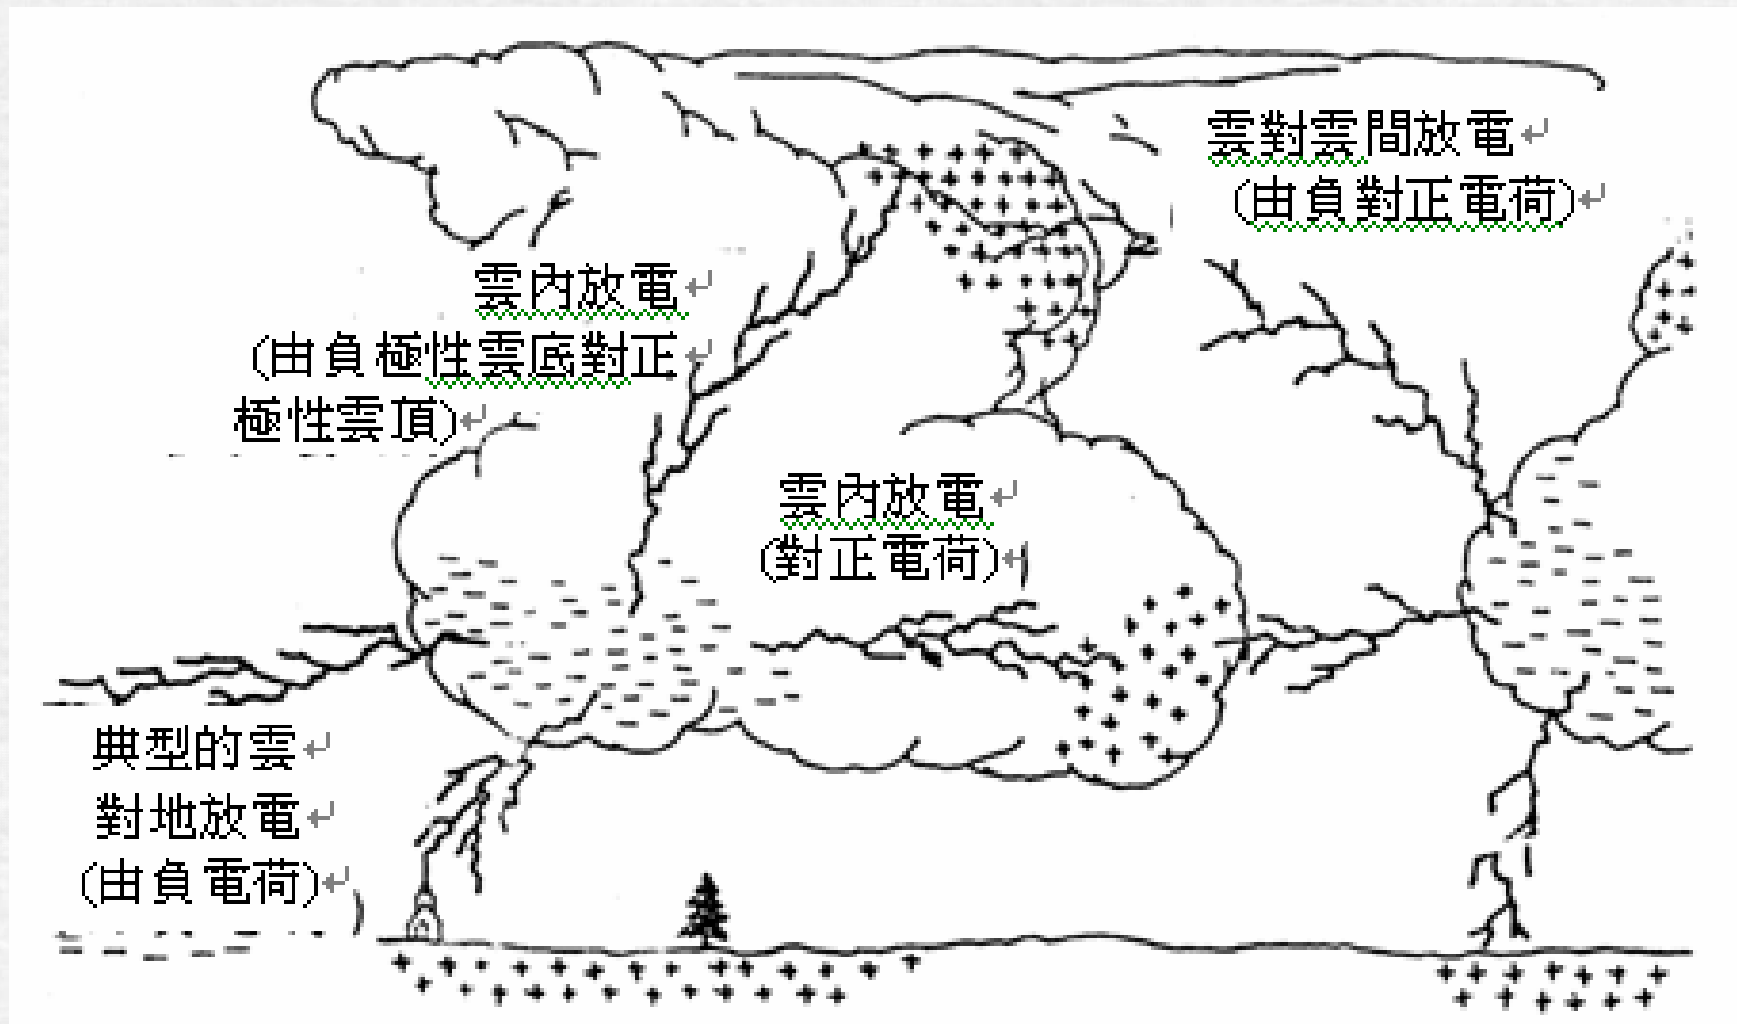 雲對雲間放電
(由負對正電荷)
雲內放電
(由負極性雲底對正
極性雲頂)
雲內放電
(對正電荷)
典型的雲
對地放電
(由負電荷)